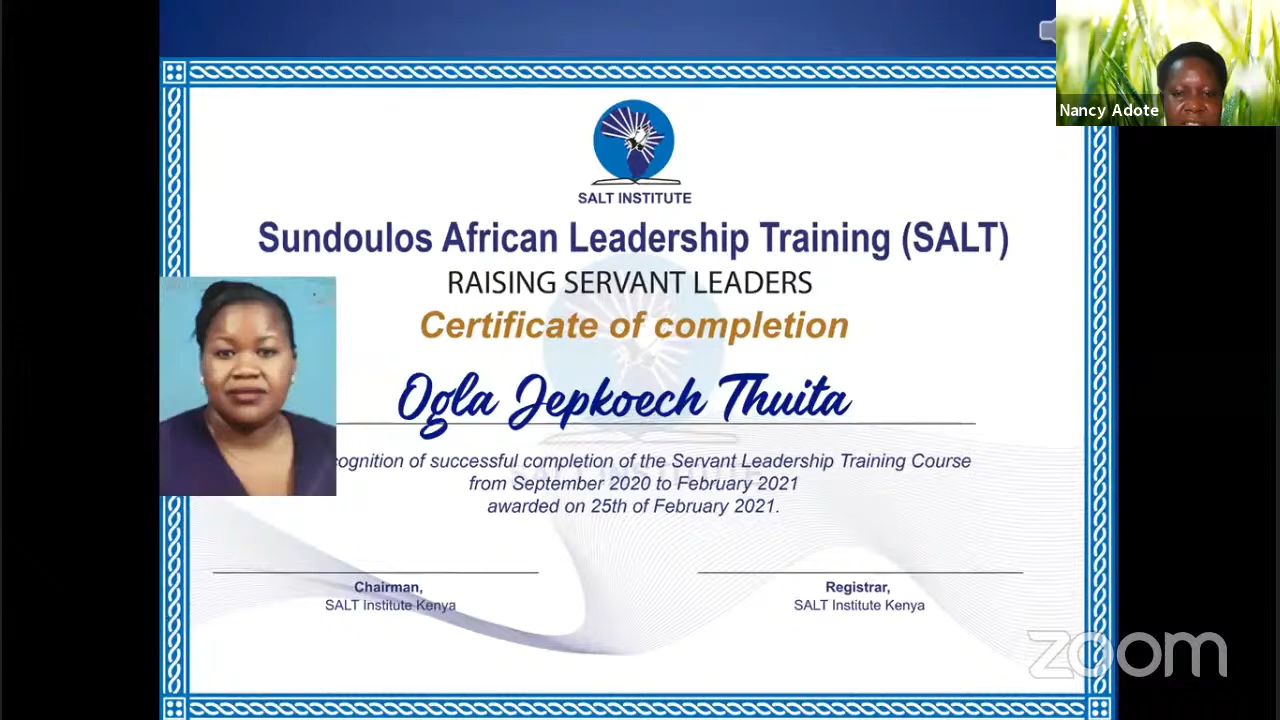 Nancy Adote
SALT INSTITUTE
Sundoulos African Leadership Training (SALT)
RAISING SERVANT LEADERS
Certificate of completion
Ogla Jepkoech Thuita
cognition of successful completion of the Servant Leadership Training Course
from September 2020 to February 2021
awarded on 25th of February 2021.
SALT INSTITUTE
Chairman,
SALT Institute Kenya
Registrar,
SALT Institute Kenya
zoom